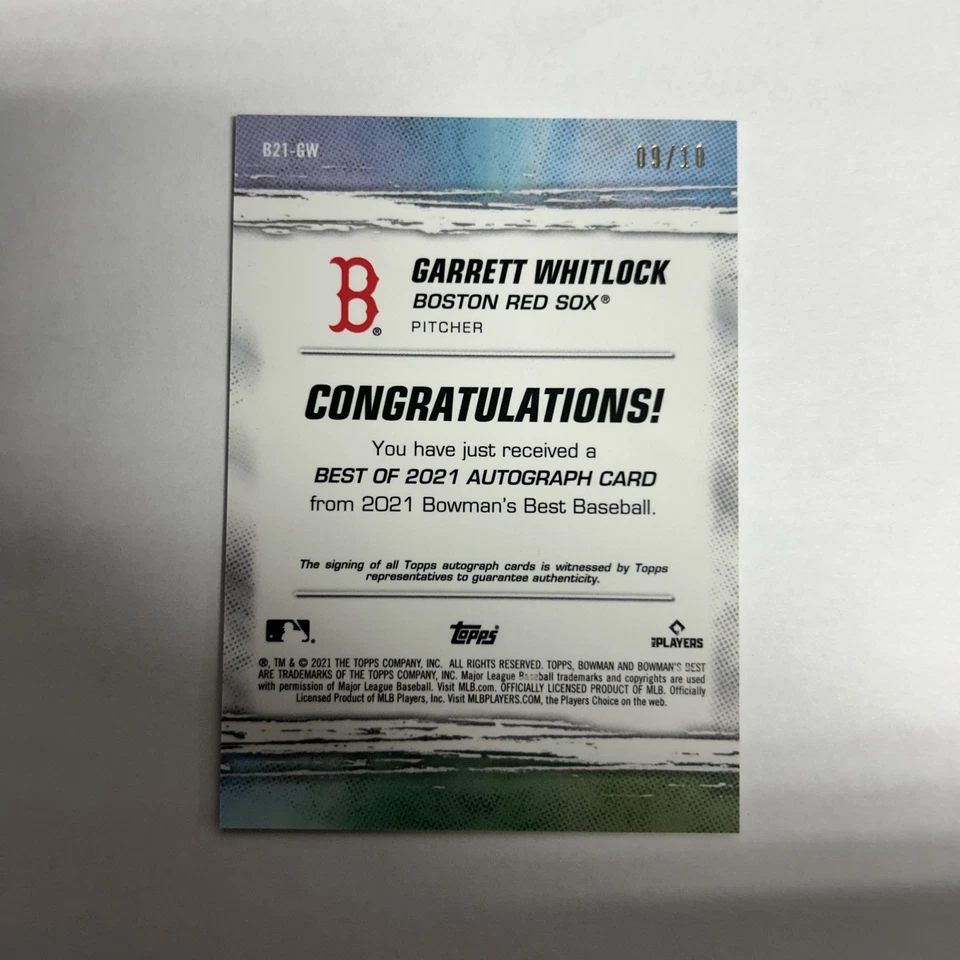 B21-GW
09/10
B®
GARRETT WHITLOCK
BOSTON RED SOX®
PITCHER
CONGRATULATIONS!
You have just received a
BEST OF 2021 AUTOGRAPH CARD
from 2021 Bowman's Best Baseball.
The signing of all Topps autograph cards is witnessed by Topps
representatives to guarantee authenticity.
topps®
MLB PLAYERS
®, TM & © 2021 THE TOPPS COMPANY, INC. ALL RIGHTS RESERVED. TOPPS, BOWMAN AND BOWMAN'S BEST
ARE TRADEMARKS OF THE TOPPS COMPANY, INC. Major League Baseball trademarks and copyrights are used
with permission of Major League Baseball. Visit MLB.com. OFFICIALLY LICENSED PRODUCT OF MLB. Officially
Licensed Product of MLB Players, Inc. Visit MLBPLAYERS.COM, the Players Choice on the web.